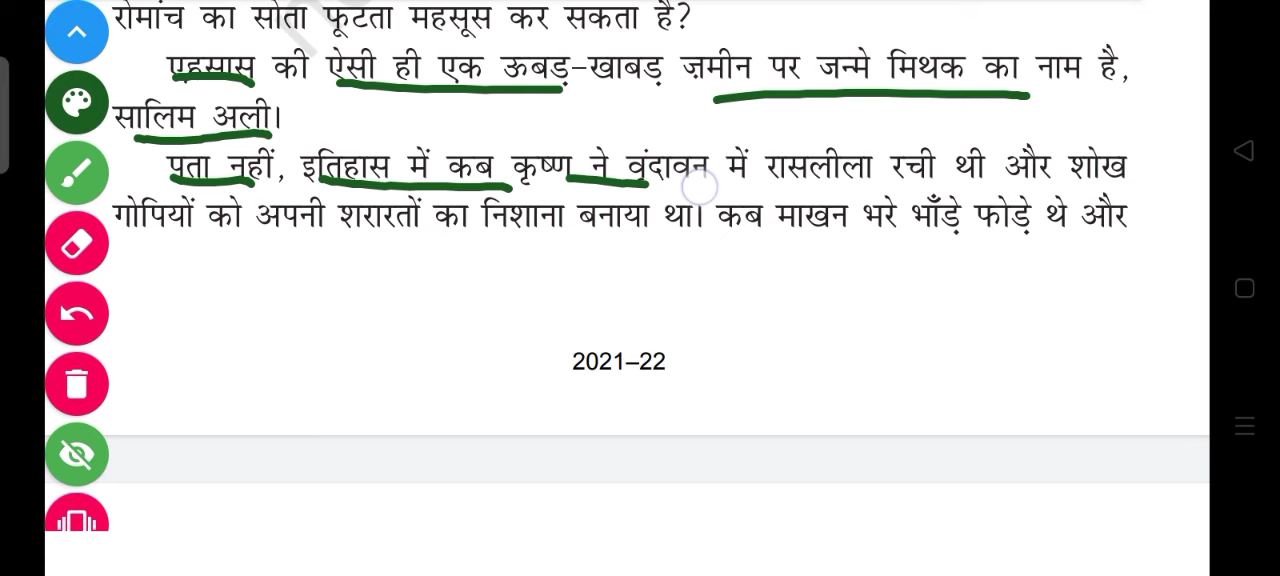 रोमांच का सोता फूटता महसूस कर सकता है?
एहसास की ऐसी ही एक ऊबड़-खाबड़ ज़मीन पर जन्मे मिथक का नाम है,
सालिम अली।
पता नहीं, इतिहास में कब कृष्ण ने वृंदावन में रासलीला रची थी और शोख
गोपियों को अपनी शरारतों का निशाना बनाया था। कब माखन भरे भाँड़े फोड़े थे और
2021–22